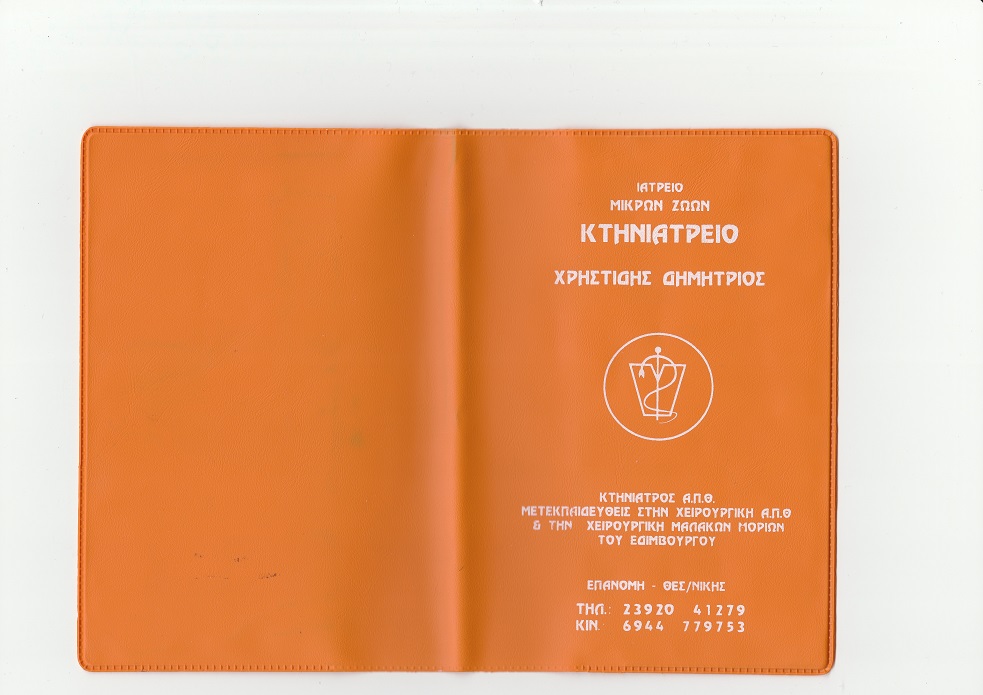 ΙΑΤΡΕΙΟ
ΜΙΚΡΩΝ ΖΩΩΝ
ΚΤΗΝΙΑΤΡΕΙΟ
ΧΡΗΣΤΙΔΗΣ ΔΗΜΗΤΡΙΟΣ
ΚΤΗΝΙΑΤΡΟΣ Α.Π.Θ.
ΜΕΤΕΚΠΑΙΔΕΥΘΕΙΣ ΣΤΗΝ ΧΕΙΡΟΥΡΓΙΚΗ Α.Π.Θ
& ΤΗΝ ΧΕΙΡΟΥΡΓΙΚΗ ΜΑΛΑΚΩΝ ΜΟΡΙΩΝ
ΤΟΥ ΕΔΙΜΒΟΥΡΓΟΥ
ΕΠΑΝΟΜΗ - ΘΕΣ/ΝΙΚΗΣ
ΤΗΛ.: 23920 41279
ΚΙΝ. 6944 779753